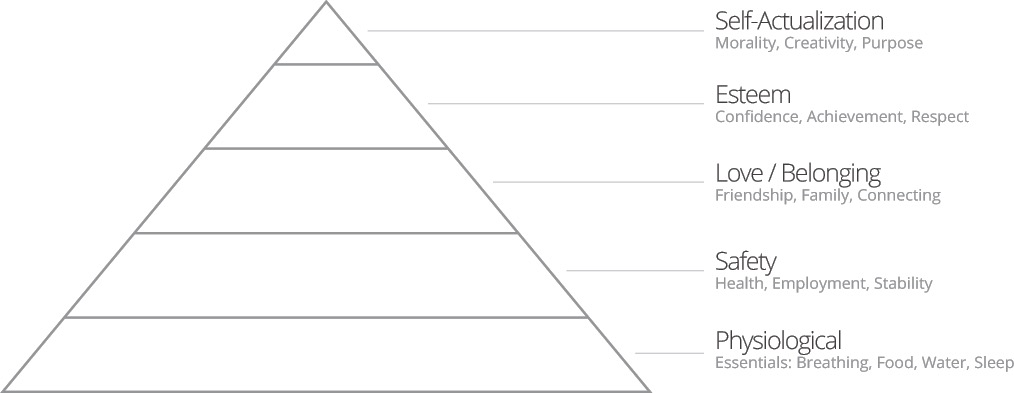 Self-Actualization
Morality, Creativity, Purpose
Esteem
Confidence, Achievement, Respect
Love / Belonging
Friendship, Family, Connecting
Safety
Health, Employment, Stability
Physiological
Essentials: Breathing, Food, Water, Sleep